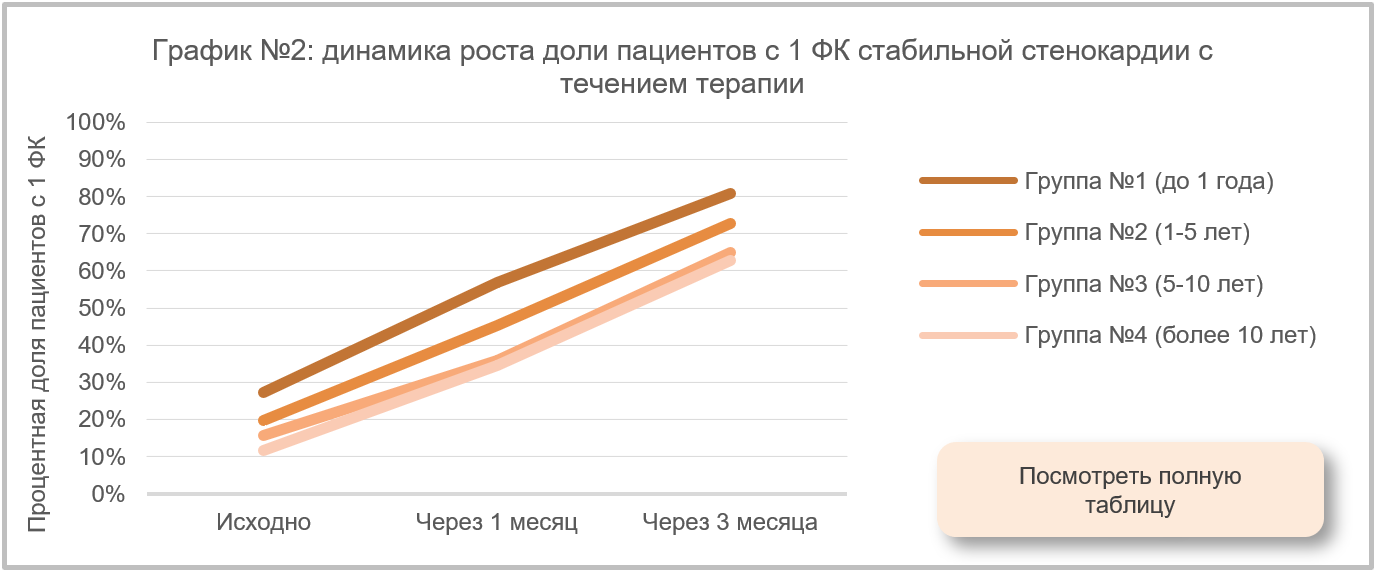 График №2: динамика роста доли пациентов с 1 ФК стабильной стенокардии с
течением терапии
Процентная доля пациентов с 1 ФК
100%
90%
80%
70%
60%
50%
40%
30%
20%
10%
0%
Исходно
Через 1 месяц
Через 3 месяца
Группа №1 (до 1 года)
Группа №2 (1-5 лет)
Группа №3 (5-10 лет)
Группа №4 (более 10 лет)
Посмотреть полную
таблицу